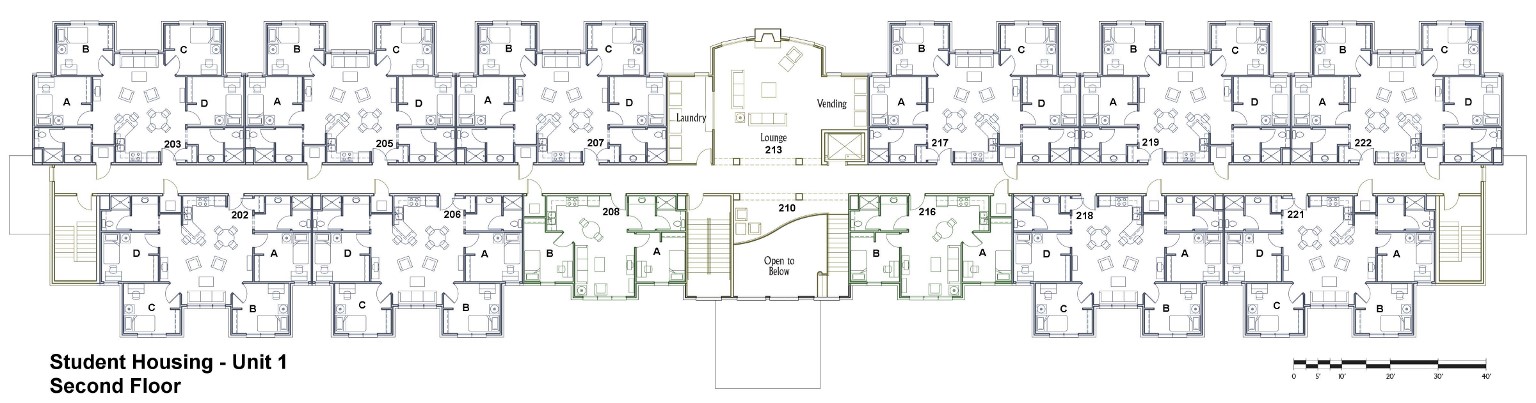 B C B C B C B C B C B C
A D A D A D Laundry Lounge 213 Vending A D A D A D
203 205 207 217 219 222
202 206 208 210 216 218 221
D A D A B A Open to Below B A D A D A
C B C B C B C B
Student Housing - Unit 1
Second Floor
0 5' 10' 20' 30' 40'